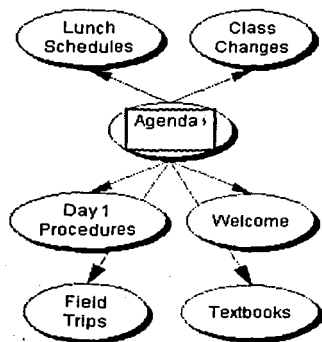 Lunch
Schedules
Class
Changes
Agenda
Day 1
Procedures
Welcome
Field
Trips
Textbooks